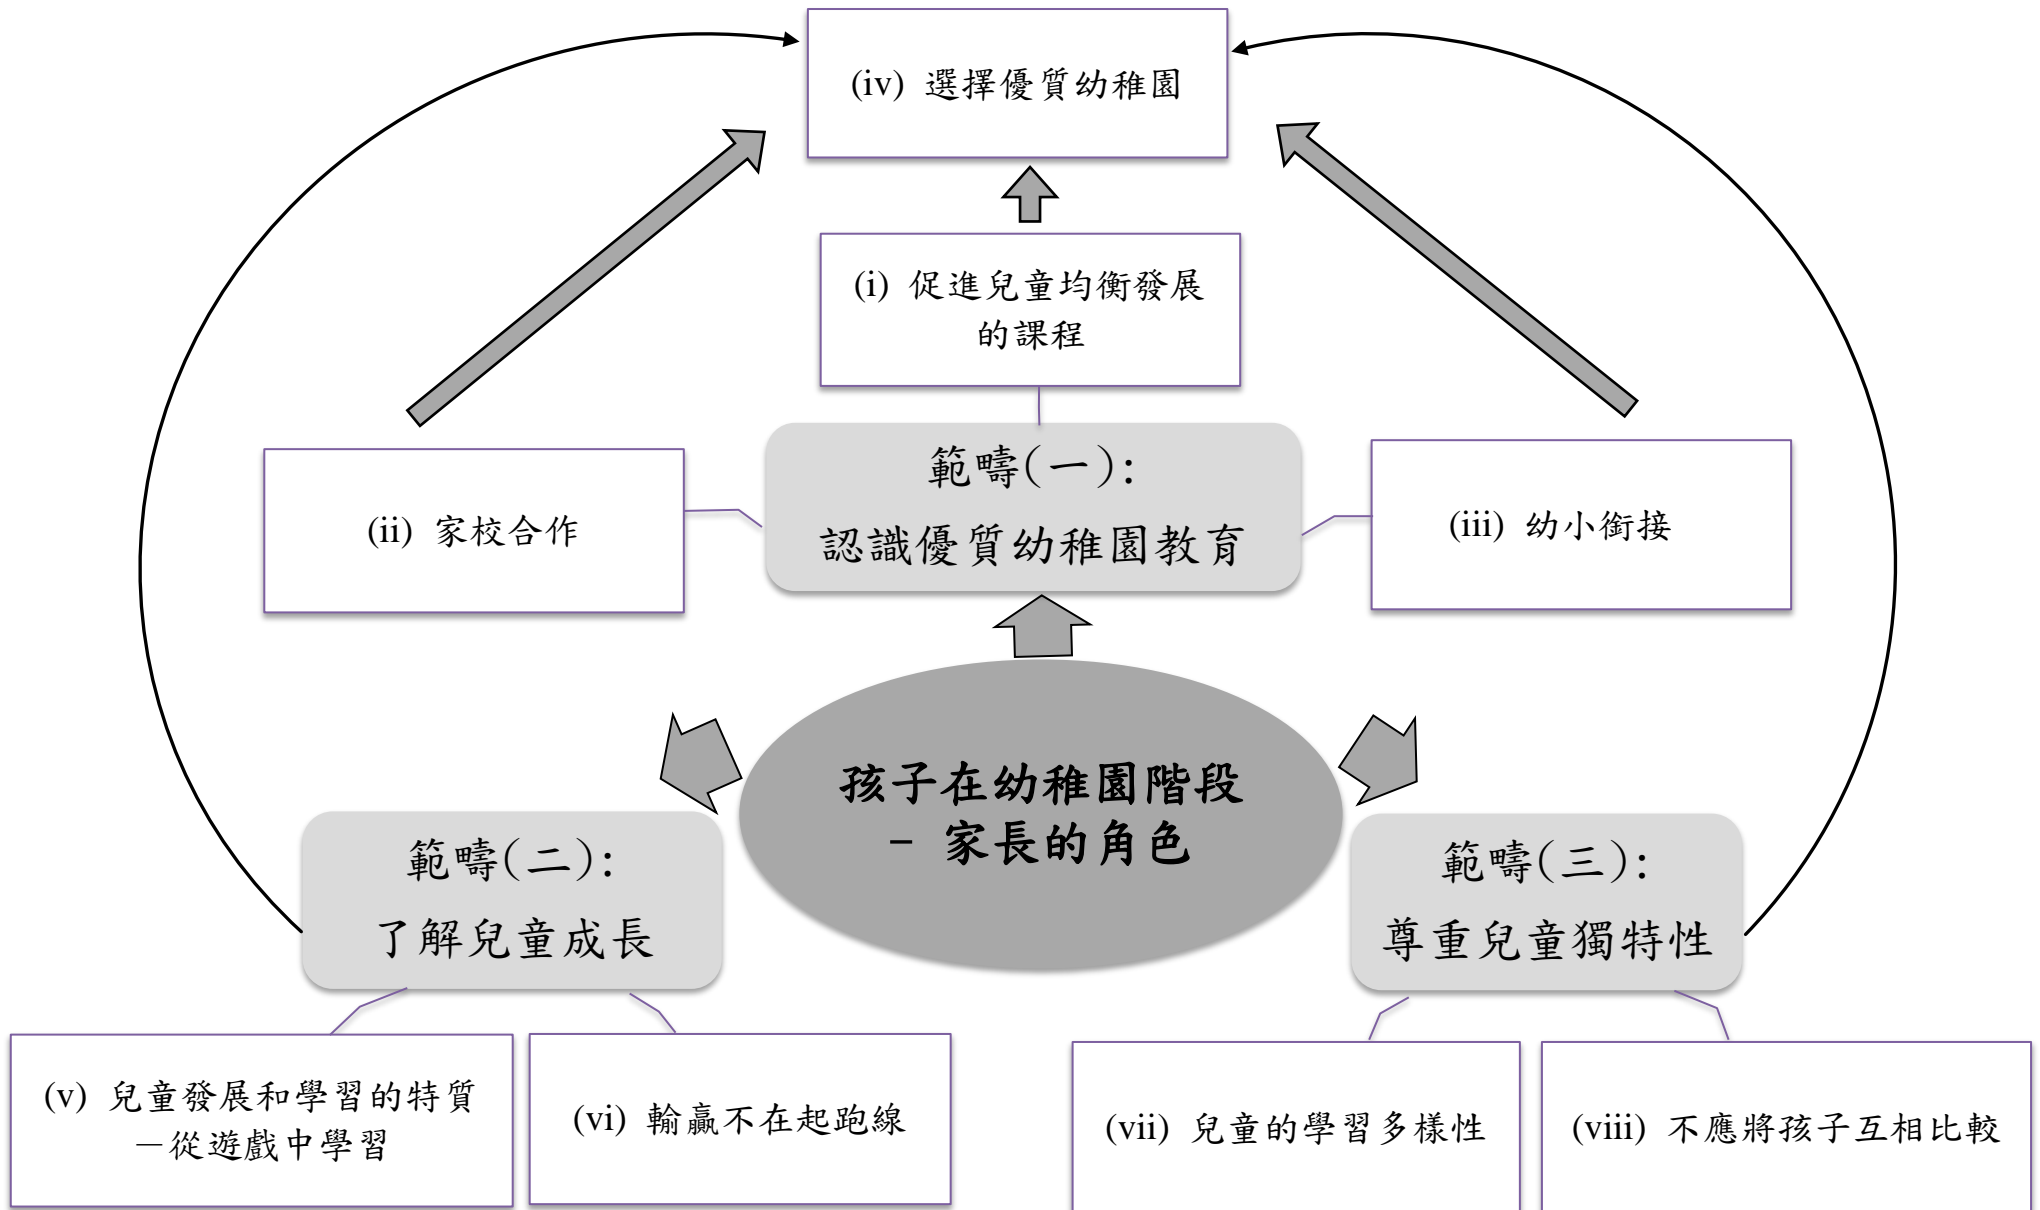 (iv) 選擇優質幼稚園
(i) 促進兒童均衡發展
的課程
(ii) 家校合作
範疇(一):
認識優質幼稚園教育
(iii) 幼小銜接
孩子在幼稚園階段
- 家長的角色
範疇(二):
了解兒童成長
範疇(三):
尊重兒童獨特性
(v) 兒童發展和學習的特質
－從遊戲中學習
(vi) 輸贏不在起跑線
(vii) 兒童的學習多樣性
(viii) 不應將孩子互相比較